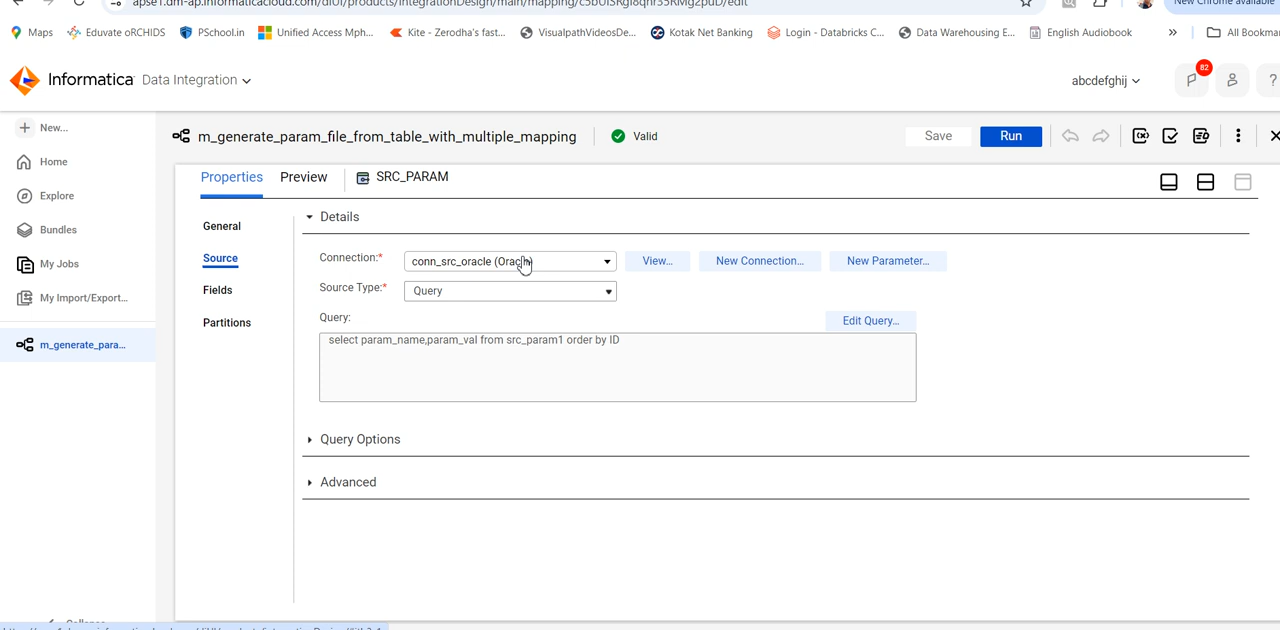 apse1.dm-ap.informaticacloud.com/diUI/products/integrationDesign/main/mapping/
/edit
New Chrome available
Maps
Eduvate oRCHIDS
PSchool.in
Unified Access Mph...
Kite - Zerodha's fast...
VisualpathVideosDe...
Kotak Net Banking
Login - Databricks C...
Data Warehousing E...
English Audiobook
»
All Bookma
Informatica Data Integration
abcdefghij
82
?
New...
Home
Explore
Bundles
My Jobs
My Import/Export...
m_generate_para...
m_generate_param_file_from_table_with_multiple_mapping
Valid
Save
Run
Properties
Preview
SRC_PARAM
General
Source
Fields
Partitions
Details
Connection:*
conn_src_oracle (Oracle)
View...
New Connection...
New Parameter...
Source Type:*
Query
Query:
Edit Query...
select param_name,param_val from src_param1 order by ID
Query Options
Advanced